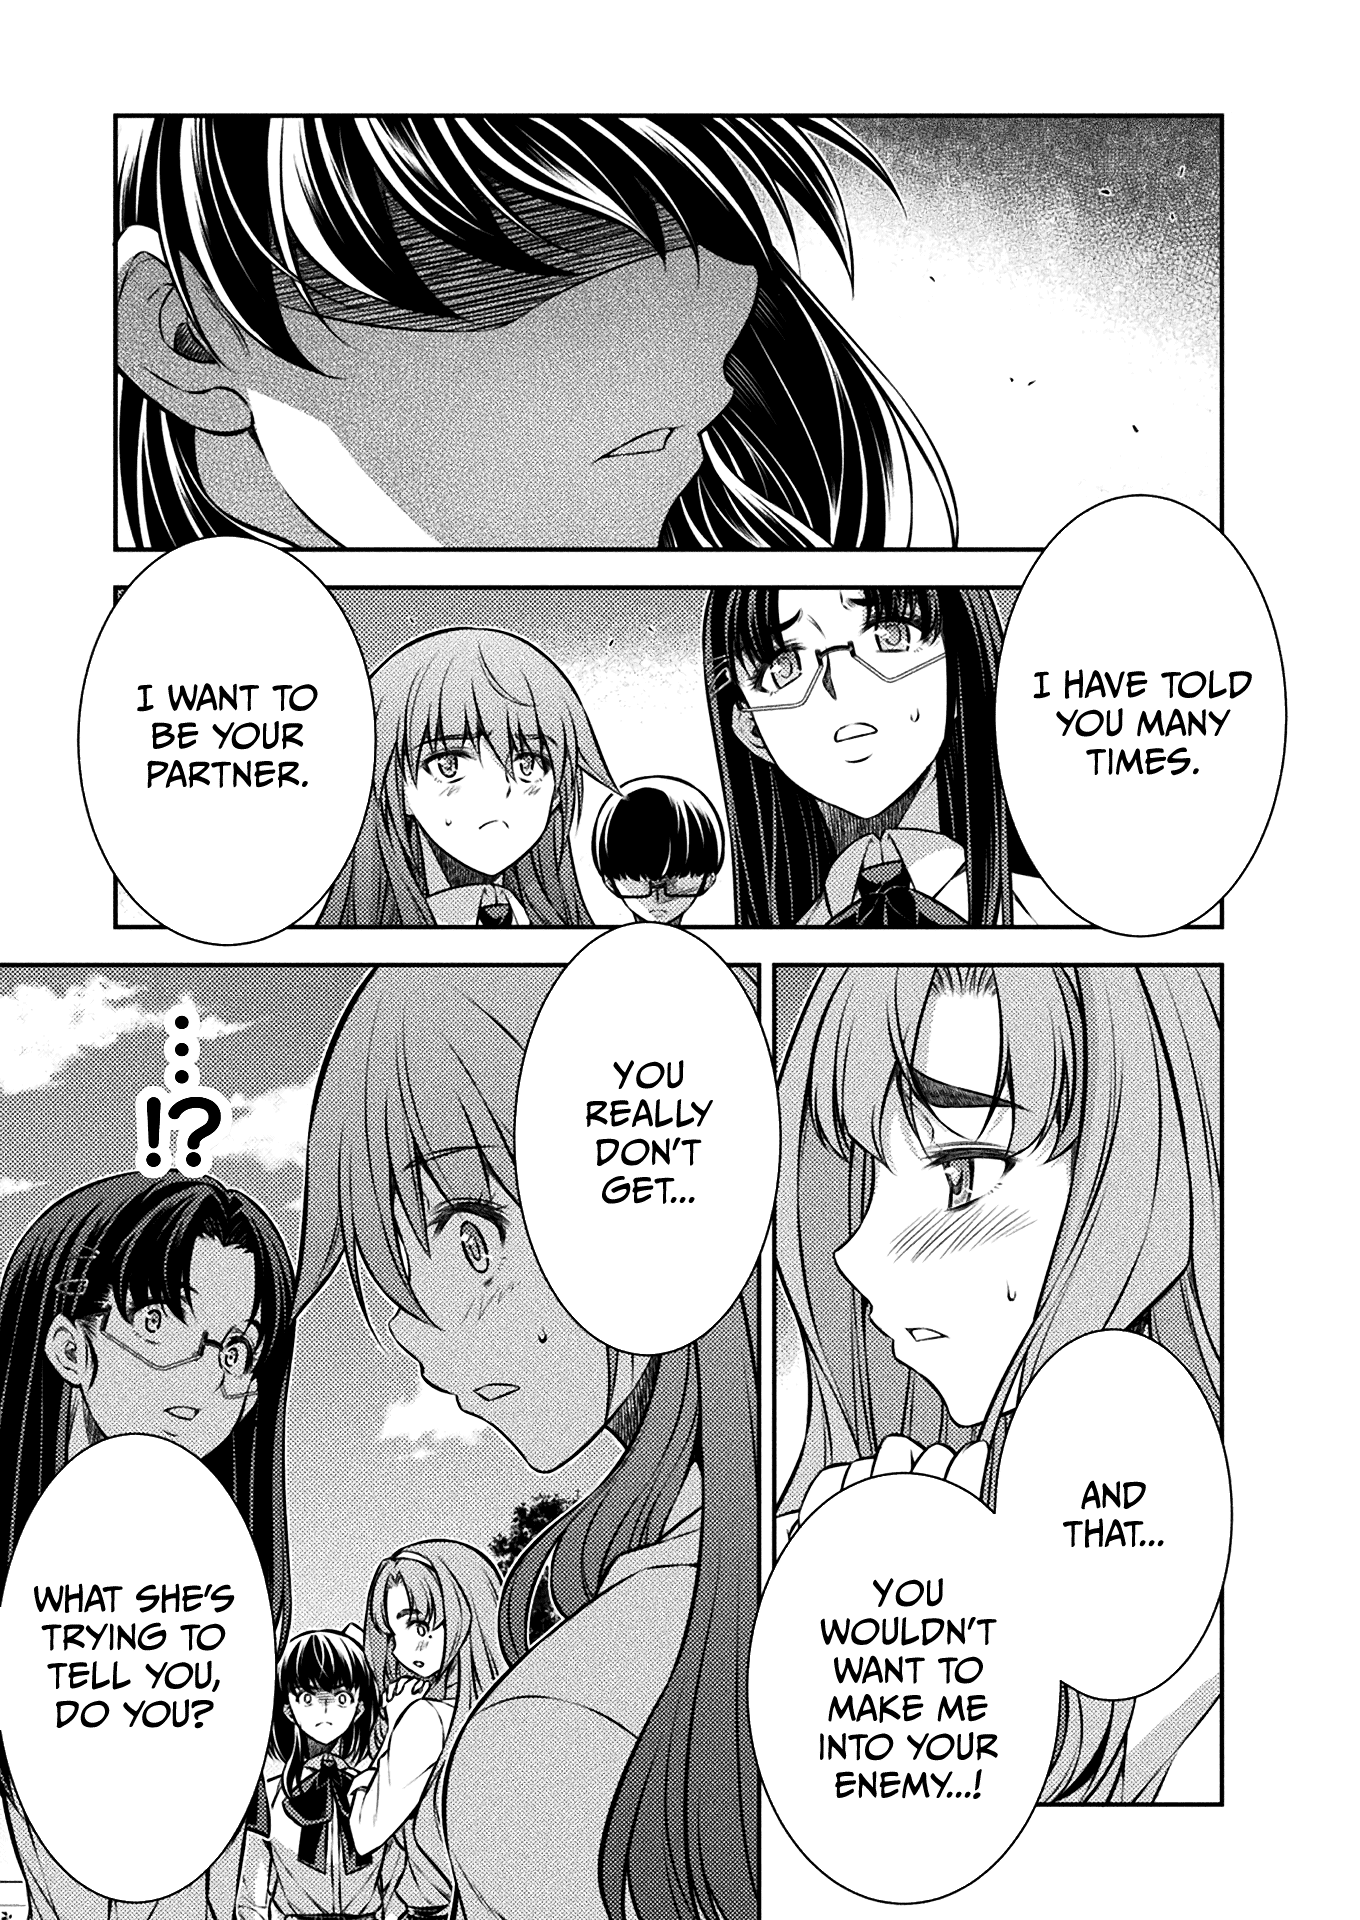 I HAVE TOLD
YOU MANY
TIMES.
I WANT TO
BE YOUR
PARTNER.
AND
THAT...
YOU
WOULDN'T
WANT TO
MAKE ME
INTO YOUR
ENEMY...!
YOU
REALLY
DON'T
GET...
...!?
WHAT SHE'S
TRYING TO
TELL YOU,
DO YOU?